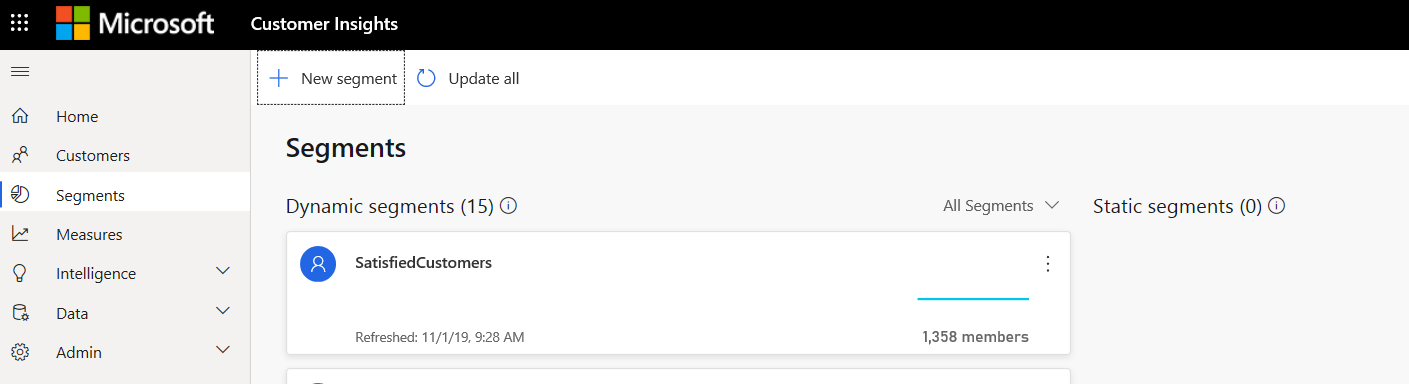 Microsoft
Customer Insights
New segment
Update all
Home
Customers
Segments
Measures
Intelligence
Data
Admin
Segments
Dynamic segments (15)
All Segments
Static segments (0)
SatisfiedCustomers
Refreshed: 11/1/19, 9:28 AM
1,358 members